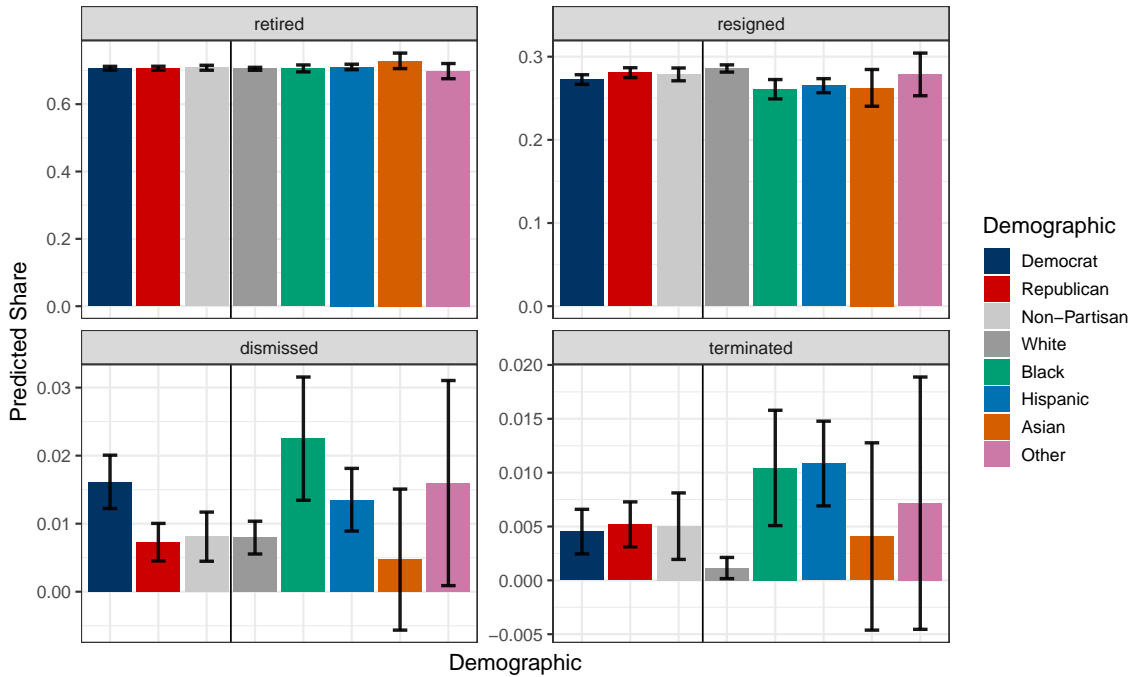 retired
resigned
Predicted Share
0.6
0.4
0.2
0.0
0.3
0.2
0.1
0.0
dismissed
terminated
0.03
0.02
0.01
0.00
0.020
0.015
0.010
0.005
0.000
−0.005
Demographic
Demographic
Democrat
Republican
Non−Partisan
White
Black
Hispanic
Asian
Other